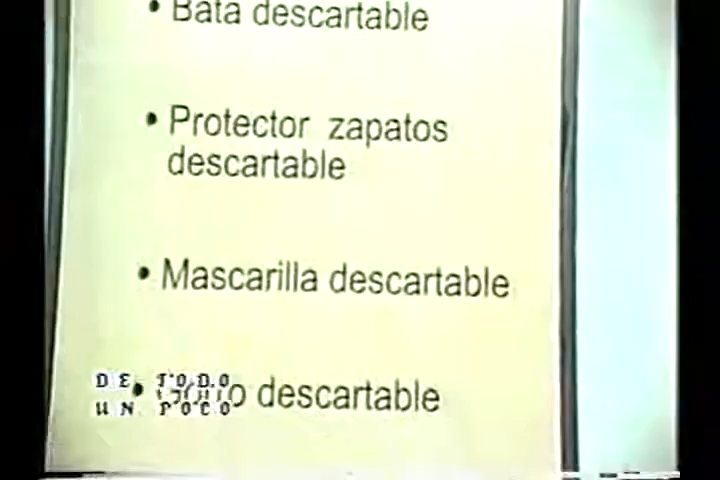 • Bata descartable
• Protector zapatos
descartable
• Mascarilla descartable
• descartable
DE TODO
UN POCO